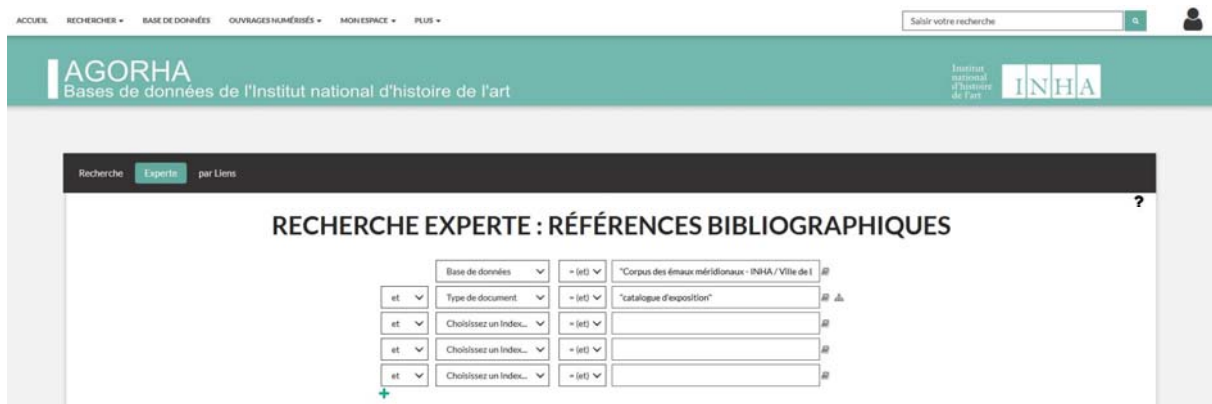 ACCUEIL RECHERCHER BASE DE DONNÉES OUVRAGES NUMÉRISÉS MON ESPACE PLUS Saisir votre recherche
AGORHA
Bases de données de l'Institut national d'histoire de l'art
Institut
national
d'histoire
de l'art
INHA
Recherche Experte par Liens
?
RECHERCHE EXPERTE : RÉFÉRENCES BIBLIOGRAPHIQUES
Base de données = (et) "Corpus des émaux méridionaux - INHA / Ville de l
et Type de document = (et) "catalogue d'exposition"
et Choisissez un Index... = (et)
et Choisissez un Index... = (et)
et Choisissez un Index... = (et)
+